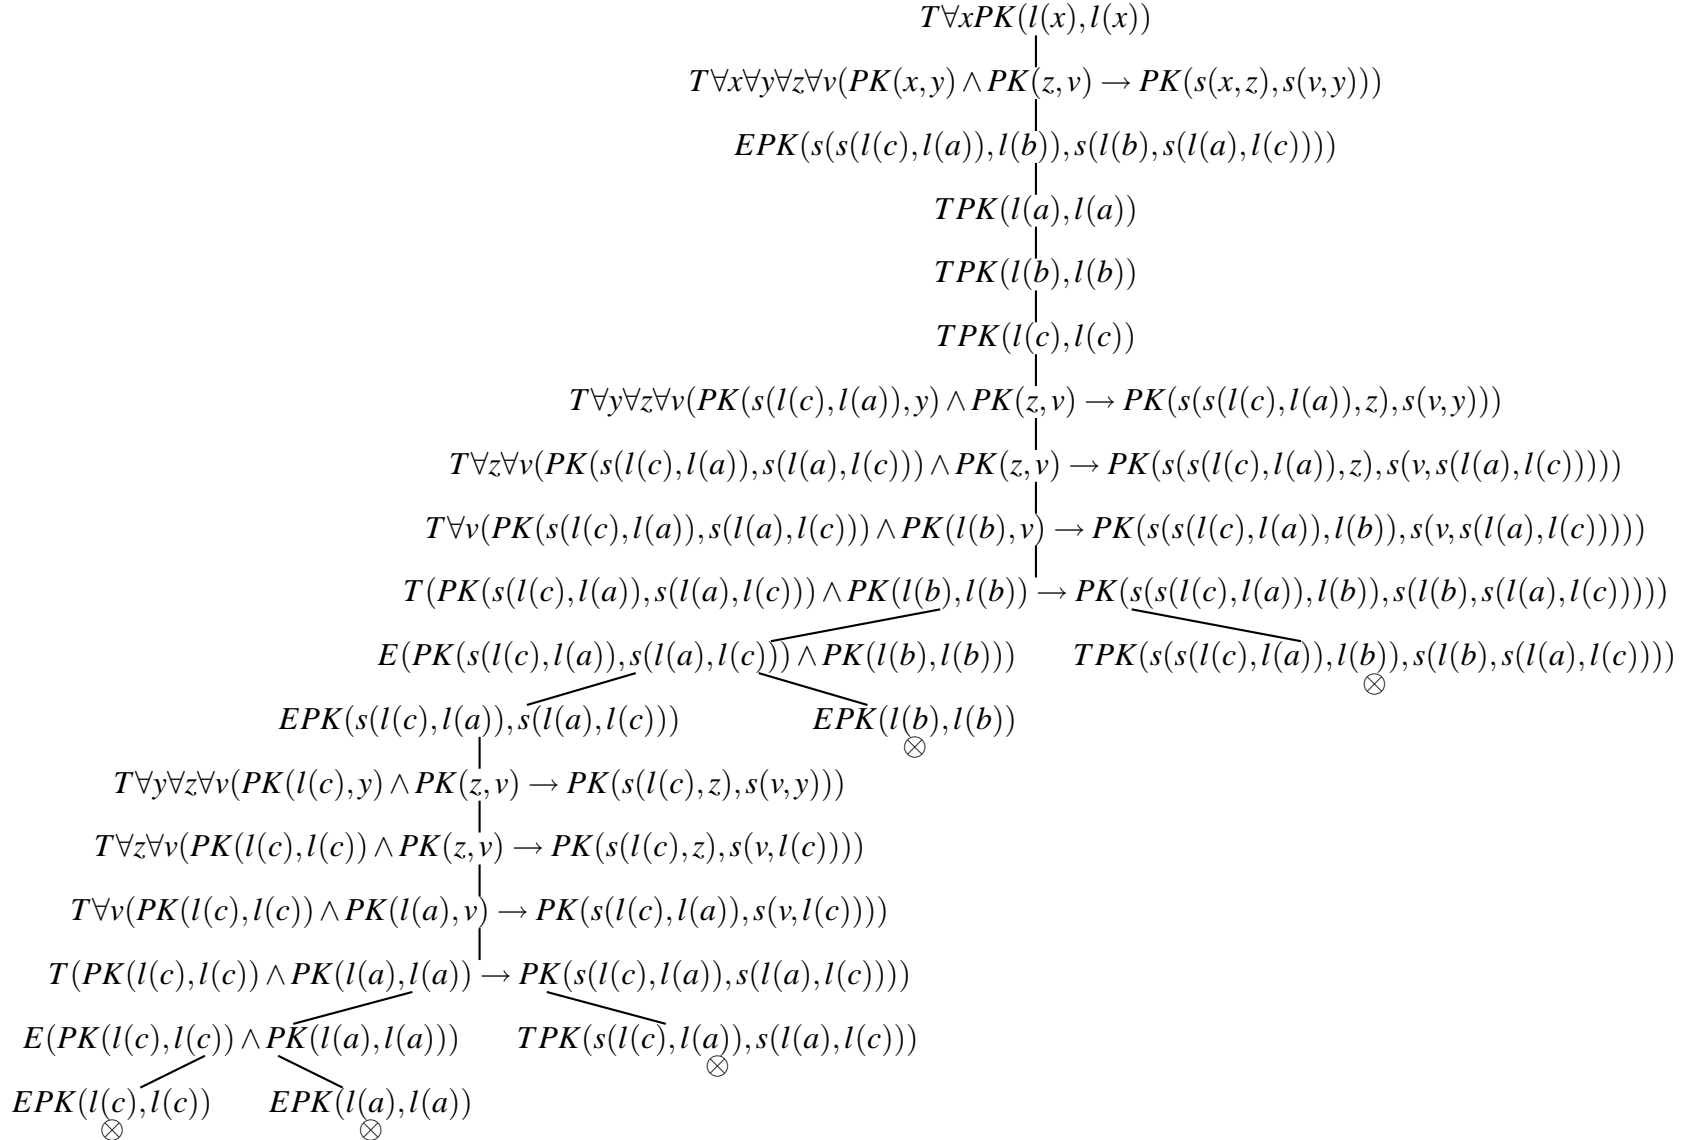 T∀xPK(l(x),l(x))
T∀x∀y∀z∀v(PK(x,y)∧PK(z,v)→PK(s(x,z),s(v,y)))
EPK(s(s(l(c),l(a)),l(b)),s(l(b),s(l(a),l(c))))
TPK(l(a),l(a))
TPK(l(b),l(b))
TPK(l(c),l(c))
T∀y∀z∀v(PK(s(l(c),l(a)),y)∧PK(z,v)→PK(s(s(l(c),l(a)),z),s(v,y)))
T∀z∀v(PK(s(l(c),l(a)),s(l(a),l(c)))∧PK(z,v)→PK(s(s(l(c),l(a)),z),s(v,s(l(a),l(c)))))
T∀v(PK(s(l(c),l(a)),s(l(a),l(c)))∧PK(l(b),v)→PK(s(s(l(c),l(a)),l(b)),s(v,s(l(a),l(c)))))
T(PK(s(l(c),l(a)),s(l(a),l(c)))∧PK(l(b),l(b))→PK(s(s(l(c),l(a)),l(b)),s(l(b),s(l(a),l(c)))))
E(PK(s(l(c),l(a)),s(l(a),l(c)))∧PK(l(b),l(b))) TPK(s(s(l(c),l(a)),l(b)),s(l(b),s(l(a),l(c))))
⊗
EPK(s(l(c),l(a)),s(l(a),l(c))) EPK(l(b),l(b))
⊗
T∀y∀z∀v(PK(l(c),y)∧PK(z,v)→PK(s(l(c),z),s(v,y)))
T∀z∀v(PK(l(c),l(c))∧PK(z,v)→PK(s(l(c),z),s(v,l(c))))
T∀v(PK(l(c),l(c))∧PK(l(a),v)→PK(s(l(c),l(a)),s(v,l(c))))
T(PK(l(c),l(c))∧PK(l(a),l(a))→PK(s(l(c),l(a)),s(l(a),l(c))))
E(PK(l(c),l(c))∧PK(l(a),l(a))) TPK(s(l(c),l(a)),s(l(a),l(c)))
⊗
EPK(l(c),l(c)) EPK(l(a),l(a))
⊗ ⊗